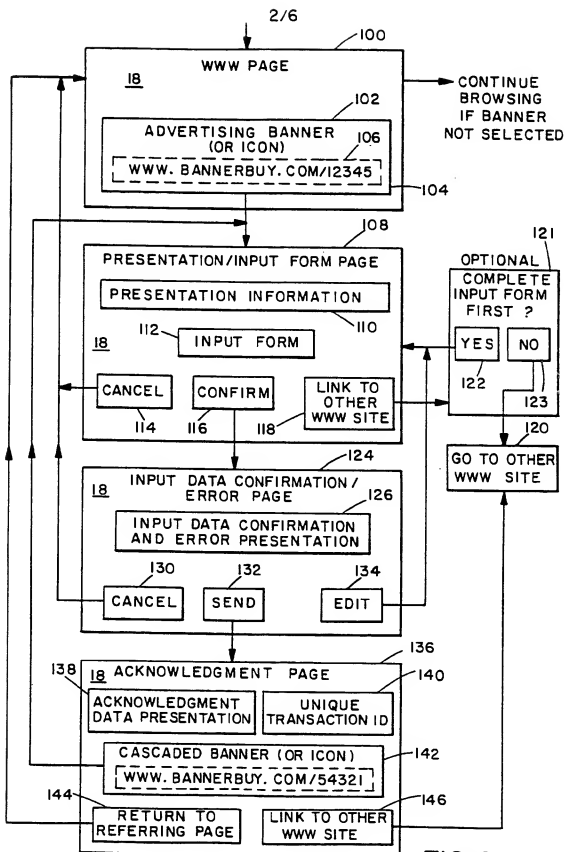 2/6
100
WWW PAGE
18
CONTINUE
BROWSING
IF BANNER
NOT SELECTED
102
ADVERTISING BANNER
(OR ICON)
106
WWW. BANNERBUY. COM/12345
104
108
PRESENTATION/INPUT FORM PAGE
PRESENTATION INFORMATION
110
112
INPUT FORM
18
CANCEL
114
CONFIRM
116
LINK TO
OTHER
WWW SITE
118
121
OPTIONAL
COMPLETE
INPUT FORM
FIRST ?
YES
NO
122
123
120
GO TO OTHER
WWW SITE
124
18
INPUT DATA CONFIRMATION/
ERROR PAGE
126
INPUT DATA CONFIRMATION
AND ERROR PRESENTATION
130
132
134
CANCEL
SEND
EDIT
136
18
ACKNOWLEDGMENT PAGE
138
140
ACKNOWLEDGMENT
DATA PRESENTATION
UNIQUE
TRANSACTION ID
CASCADED BANNER (OR ICON)
142
WWW. BANNERBUY. COM/54321
144
146
RETURN TO
REFERRING PAGE
LINK TO OTHER
WWW SITE